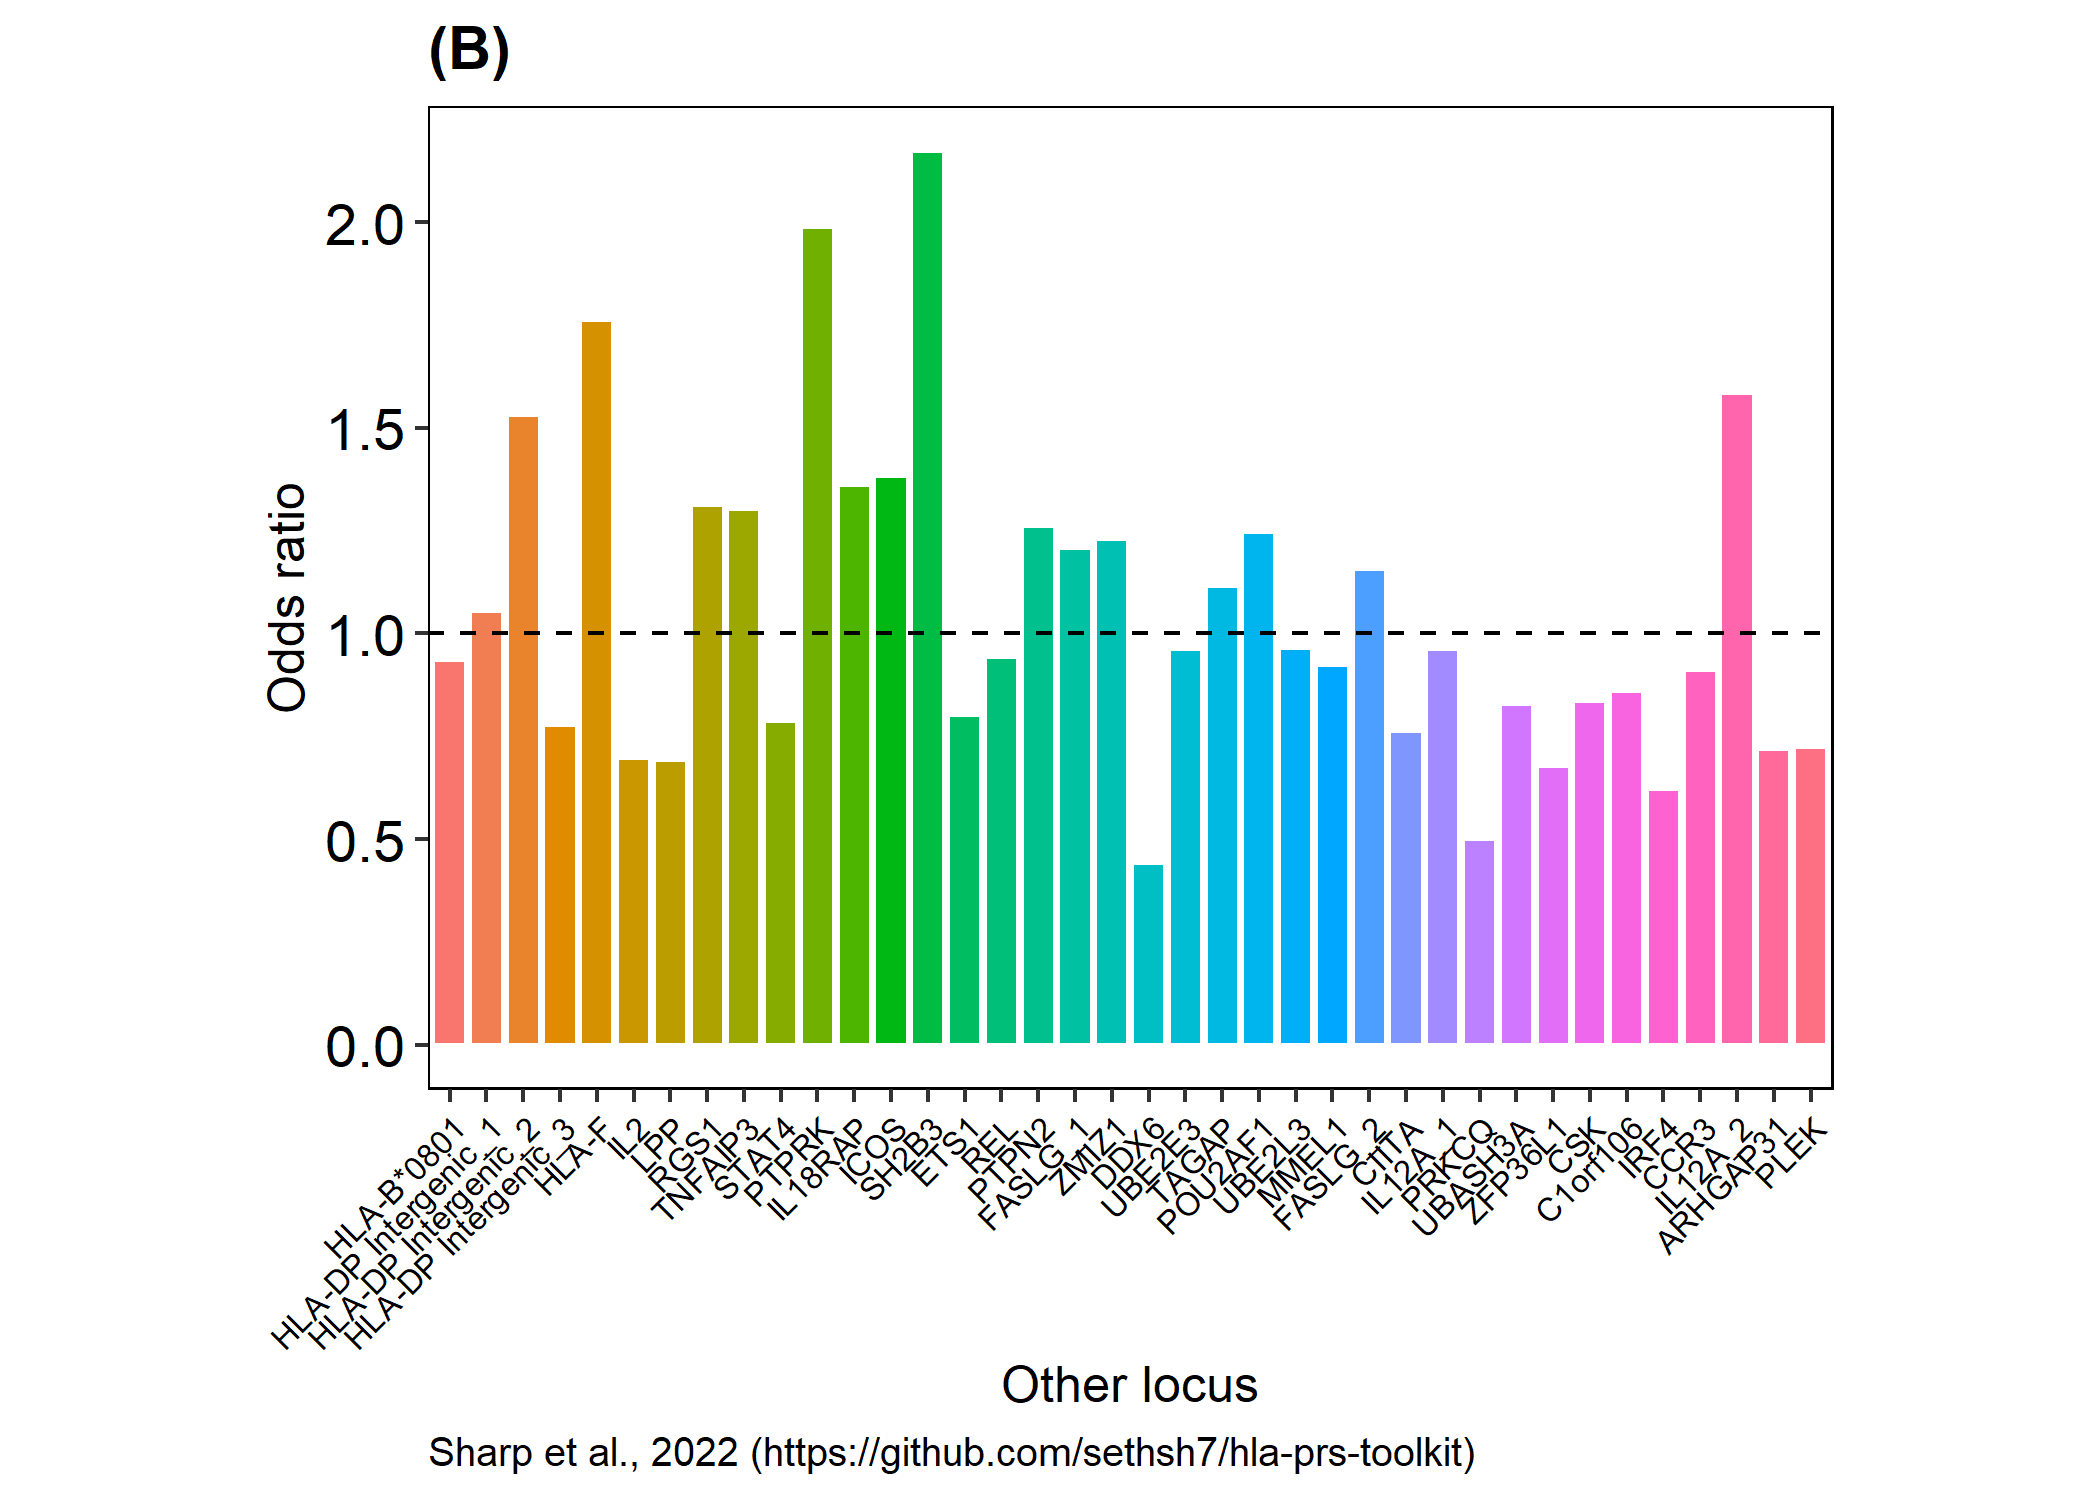 (B)
2.0
1.5
1.0
0.5
0.0
Odds ratio
HLA-B*0801
HLA-DP Intergenic 1
HLA-DP Intergenic 2
HLA-DP Intergenic 3
HLA-F
IL2
LPP
RGS1
TNFAIP3
STAT4
PTPRK
IL18RAP
ICOS
SH2B3
ETS1
REL
PTPN2
FASLG 1
ZMIZ1
DDX6
UBE2E3
TAGAP
POU2AF1
UBE2L3
MMEL1
FASLG 2
CIITA
IL12A 1
PRKCQ
UBASH3A
ZFP36L1
CSK
C1orf106
IRF4
CCR3
IL12A 2
ARHGAP31
PLEK
Other locus
Sharp et al., 2022 (https://github.com/sethsh7/hla-prs-toolkit)